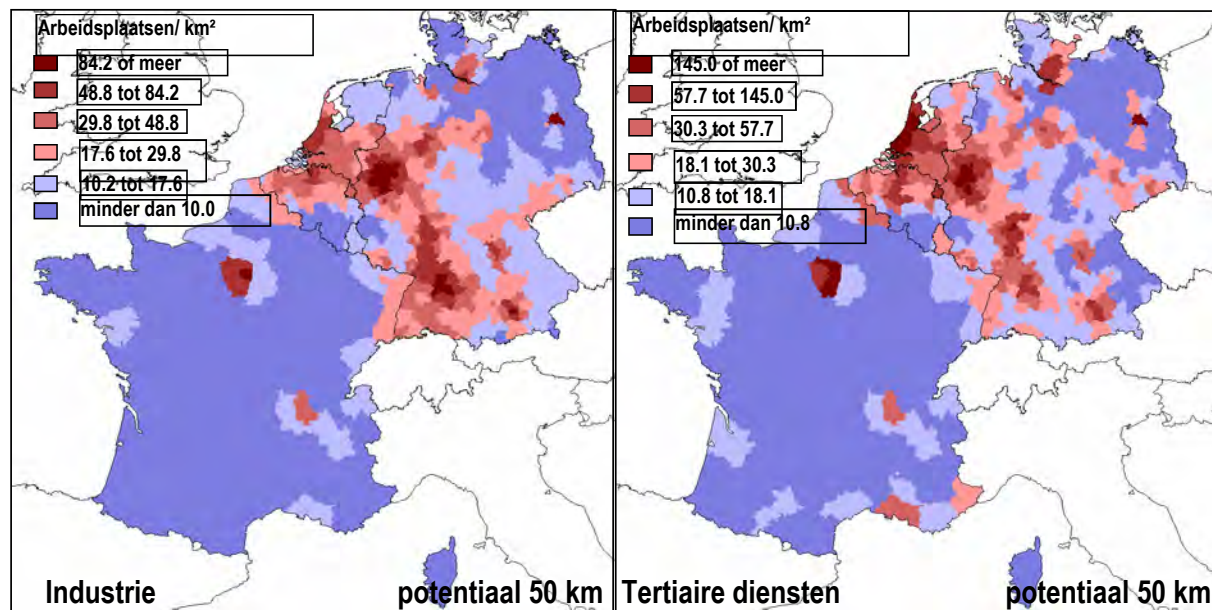 Arbeidsplaatsen/ km²
84.2 of meer
48.8 tot 84.2
29.8 tot 48.8
17.6 tot 29.8
10.2 tot 17.6
minder dan 10.0
Industrie
potentiaal 50 km
Arbeidsplaatsen/ km²
145.0 of meer
57.7 tot 145.0
30.3 tot 57.7
18.1 tot 30.3
10.8 tot 18.1
minder dan 10.8
Tertiaire diensten
potentiaal 50 km